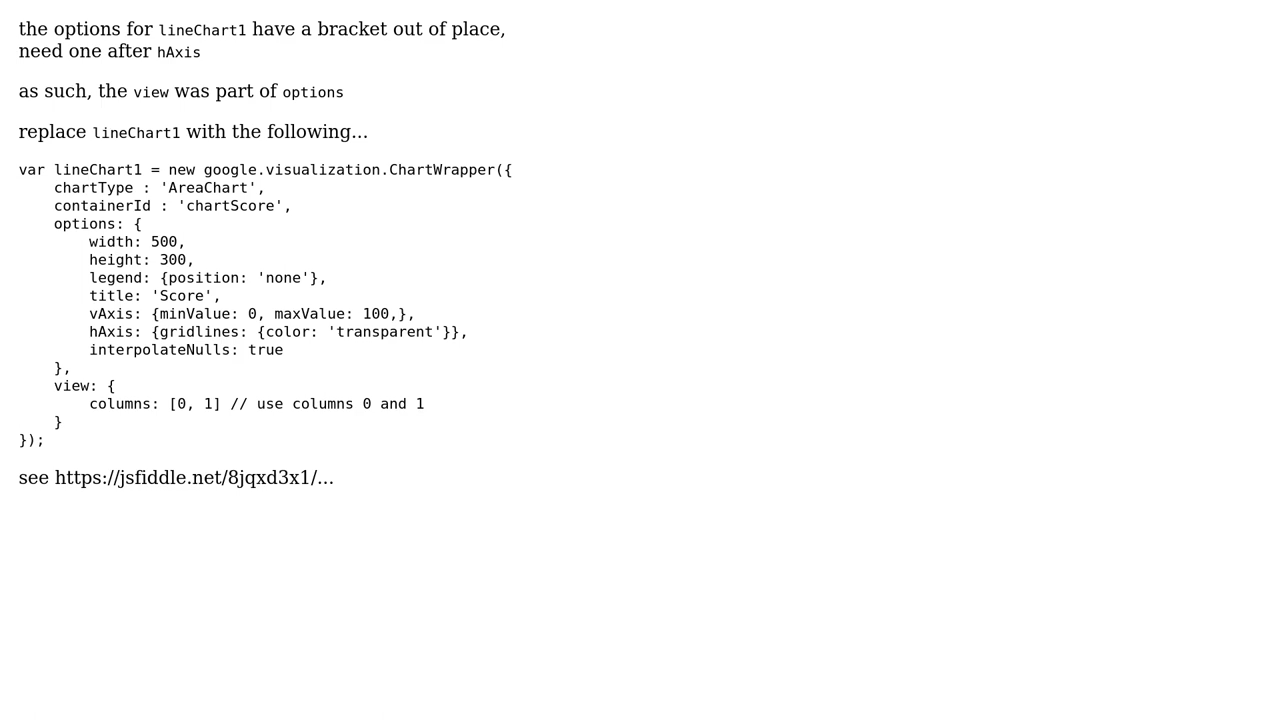 the options for lineChart1 have a bracket out of place,
need one after hAxis
as such, the view was part of options
replace lineChart1 with the following...
var lineChart1 = new google.visualization.ChartWrapper({
    chartType : 'AreaChart',
    containerId : 'chartScore',
    options: {
        width: 500,
        height: 300,
        legend: {position: 'none'},
        title: 'Score',
        vAxis: {minValue: 0, maxValue: 100,},
        hAxis: {gridlines: {color: 'transparent'}},
        interpolateNulls: true
    },
    view: {
        columns: [0, 1] // use columns 0 and 1
    }
});
see https://jsfiddle.net/8jqxd3x1/...